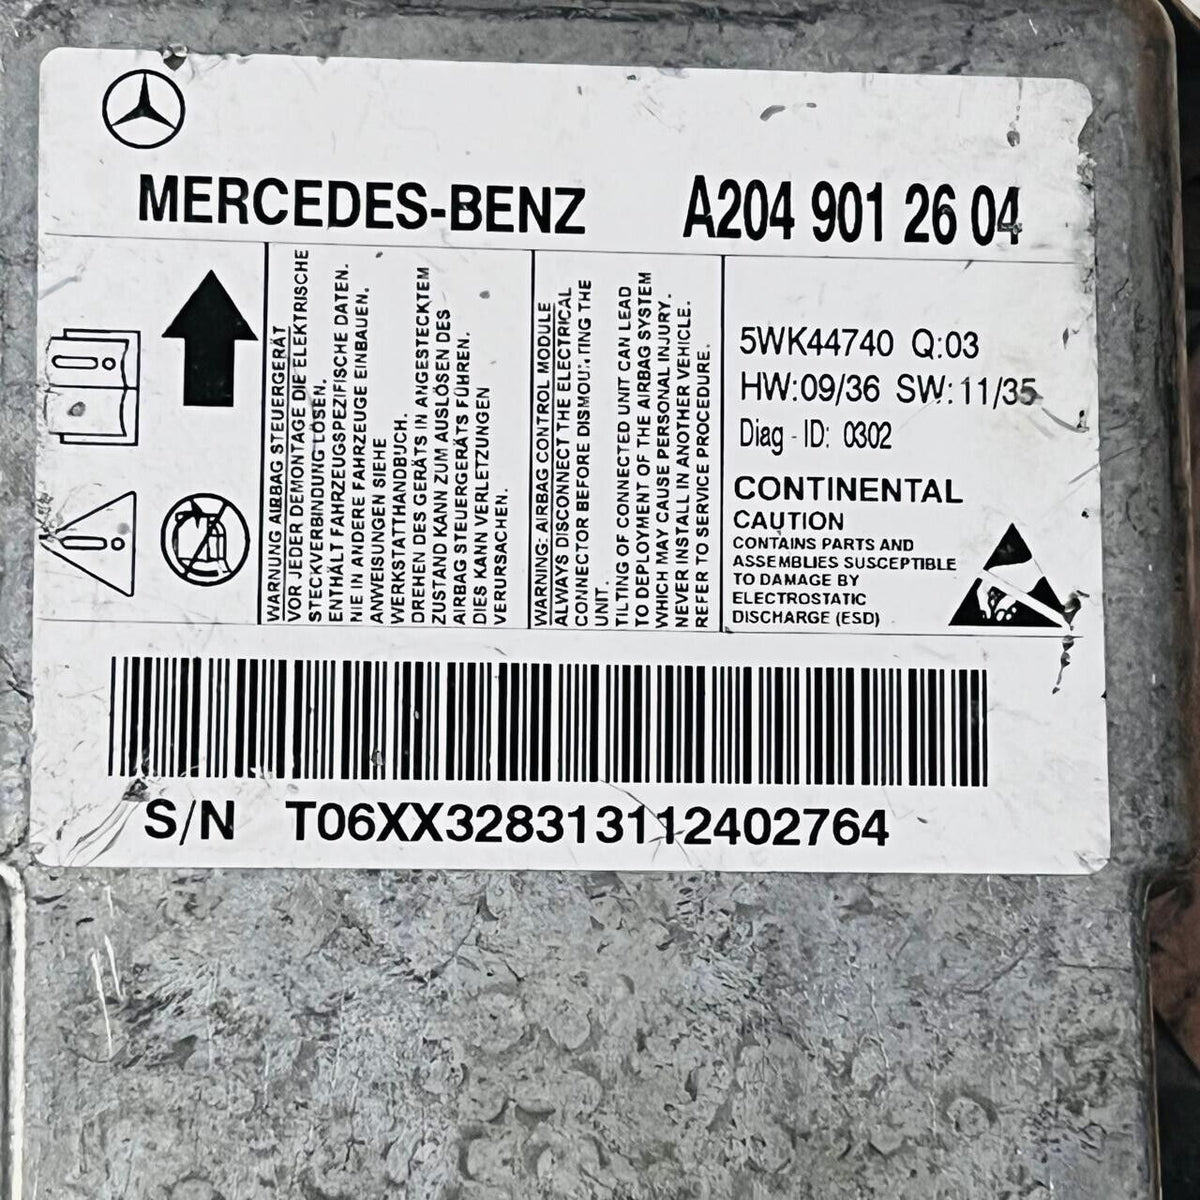 MERCEDES-BENZ A204 901 26 04
WARNUNG AIRBAG STEUERGERÄT
VOR JEDER DEMONTAGE DIE ELEKTRISCHE
STECKVERBINDUNG LÖSEN.
ENTHÄLT FAHRZEUGSPEZIFISCHE DATEN.
NIE IN ANDERE FAHRZEUGE EINBAUEN.
ANWEISUNGEN SIEHE
WERKSTATTHANDBUCH.
DREHEN DES GERÄTS IN ANGESTECKTEM
ZUSTAND KANN ZUM AUSLÖSEN DES
AIRBAG STEUERGERÄTS FÜHREN.
DIES KANN VERLETZUNGEN
VERURSACHEN.
WARNING: AIRBAG CONTROL MODULE
ALWAYS DISCONNECT THE ELECTRICAL
CONNECTOR BEFORE DISMOUNTING THE
UNIT.
TILTING OF CONNECTED UNIT CAN LEAD
TO DEPLOYMENT OF THE AIRBAG SYSTEM
WHICH MAY CAUSE PERSONAL INJURY.
NEVER INSTALL IN ANOTHER VEHICLE.
REFER TO SERVICE PROCEDURE.
5WK44740 Q:03
HW:09/36 SW:11/35
Diag - ID: 0302
CONTINENTAL
CAUTION
CONTAINS PARTS AND
ASSEMBLIES SUSCEPTIBLE
TO DAMAGE BY
ELECTROSTATIC
DISCHARGE (ESD)
S/N T06XX328313112402764